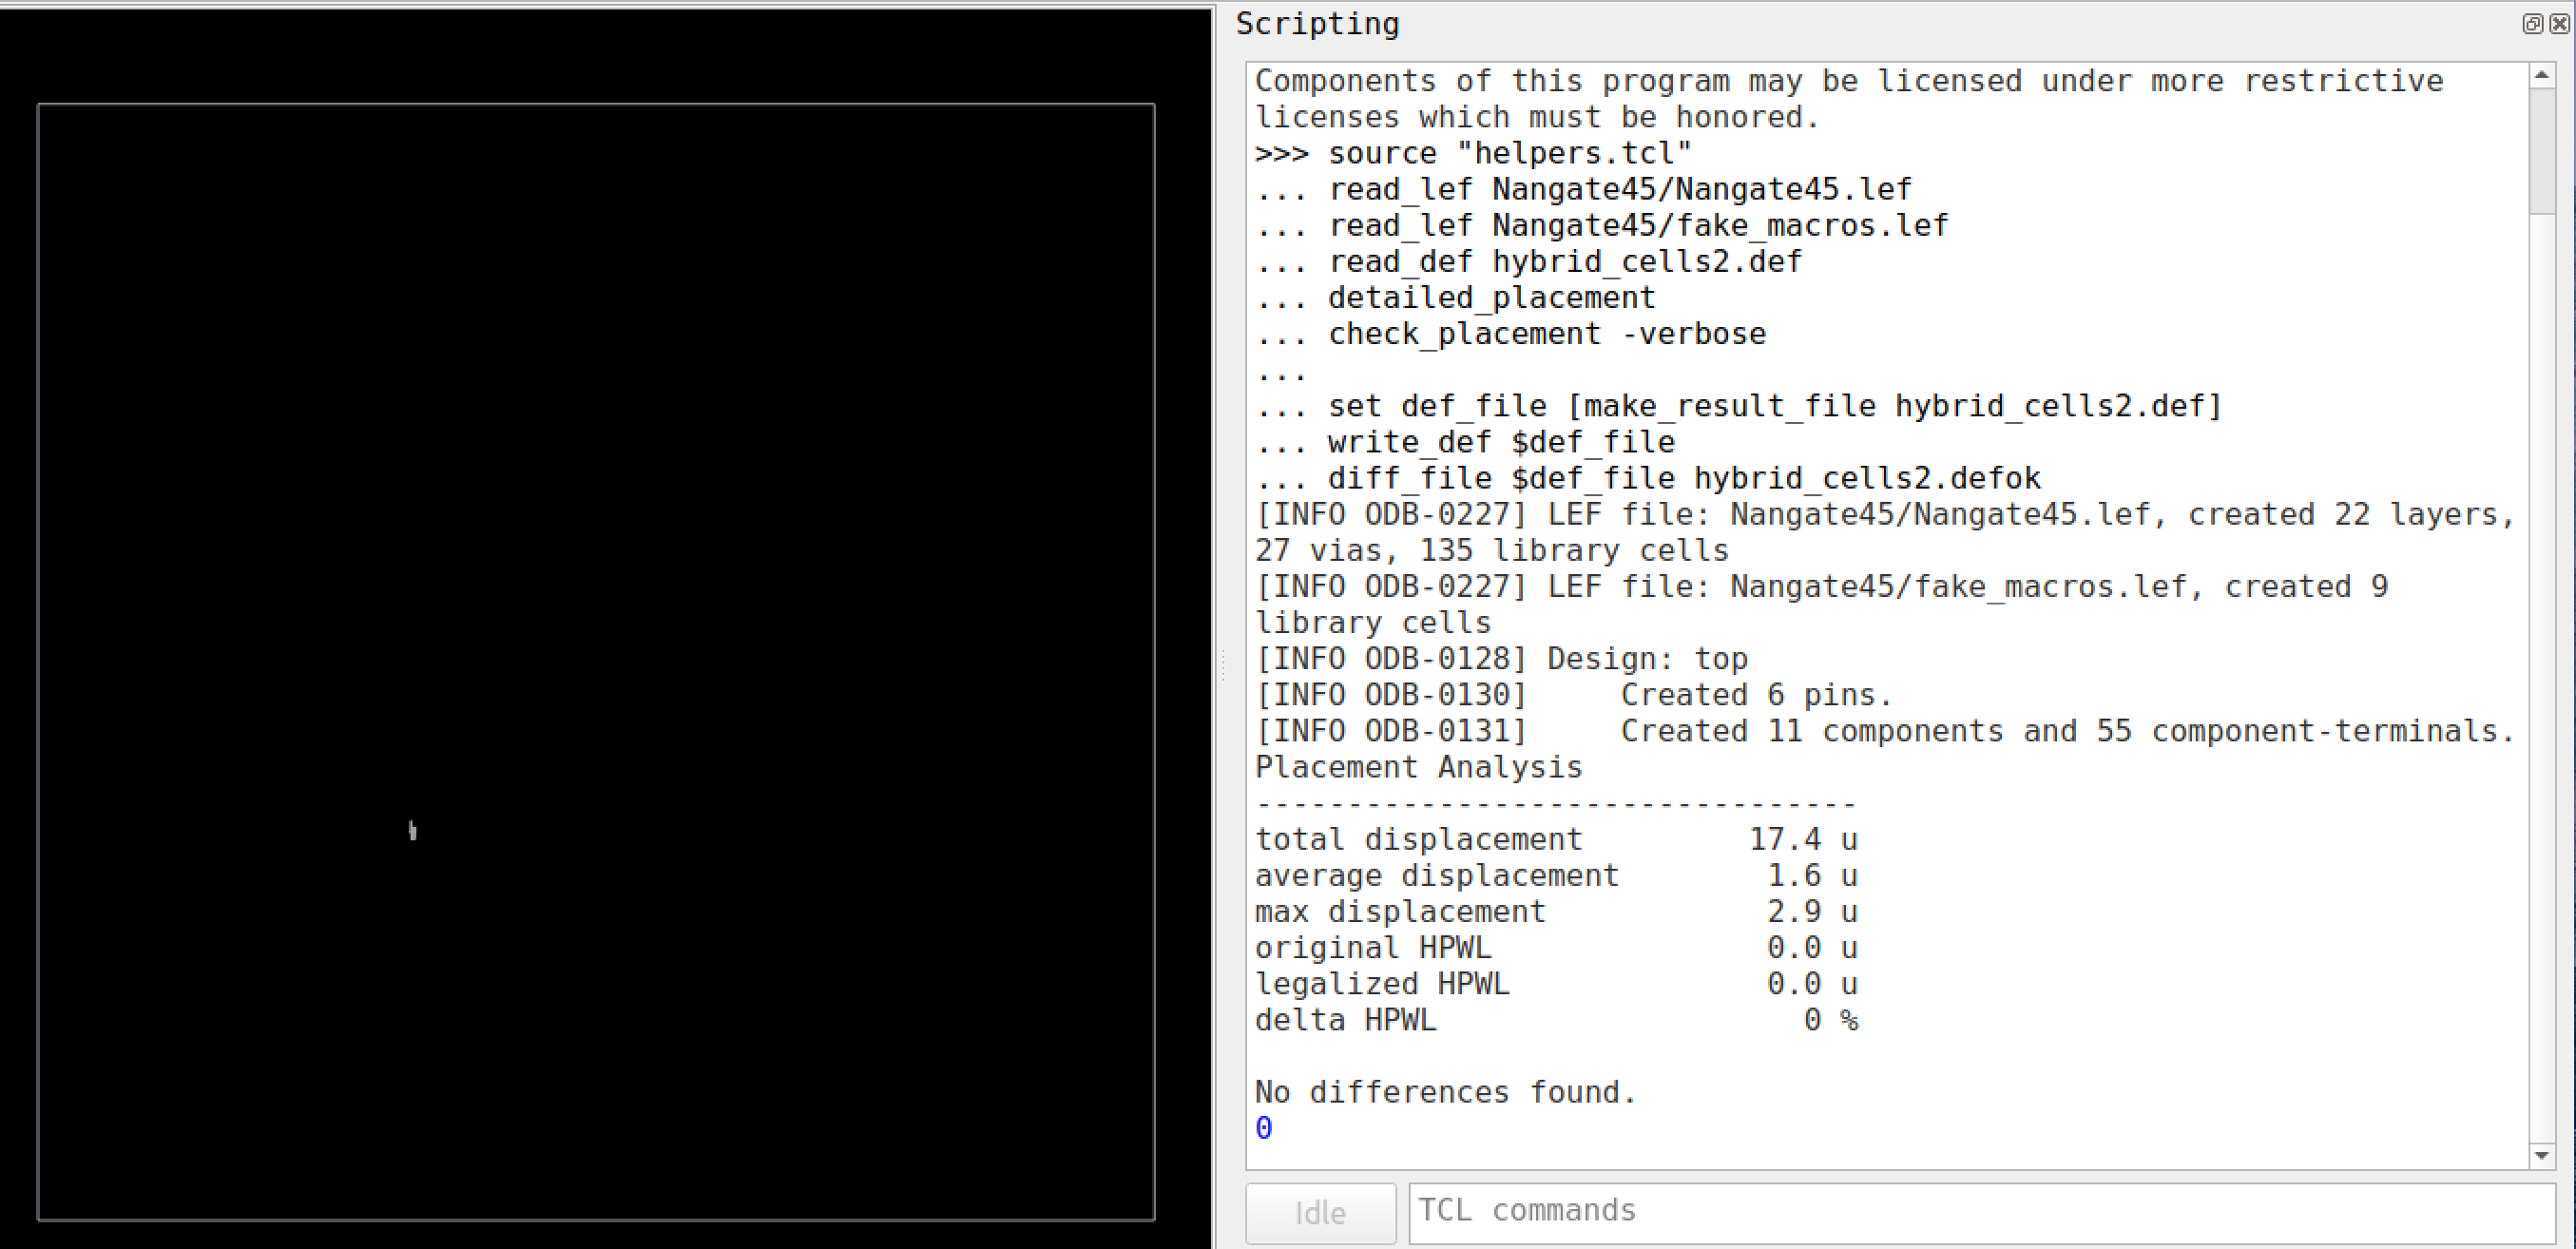 Scripting
Components of this program may be licensed under more restrictive
licenses which must be honored.
>>> source "helpers.tcl"
... read_lef Nangate45/Nangate45.lef
... read_lef Nangate45/fake_macros.lef
... read_def hybrid_cells2.def
... detailed_placement
... check_placement -verbose
...
... set def_file [make_result_file hybrid_cells2.def]
... write_def $def_file
... diff_file $def_file hybrid_cells2.defok
[INFO ODB-0227] LEF file: Nangate45/Nangate45.lef, created 22 layers,
27 vias, 135 library cells
[INFO ODB-0227] LEF file: Nangate45/fake_macros.lef, created 9
library cells
[INFO ODB-0128] Design: top
[INFO ODB-0130]     Created 6 pins.
[INFO ODB-0131]     Created 11 components and 55 component-terminals.
Placement Analysis
---------------------------------
total displacement         17.4 u
average displacement        1.6 u
max displacement            2.9 u
original HPWL               0.0 u
legalized HPWL              0.0 u
delta HPWL                    0 %
No differences found.
0
Idle TCL commands